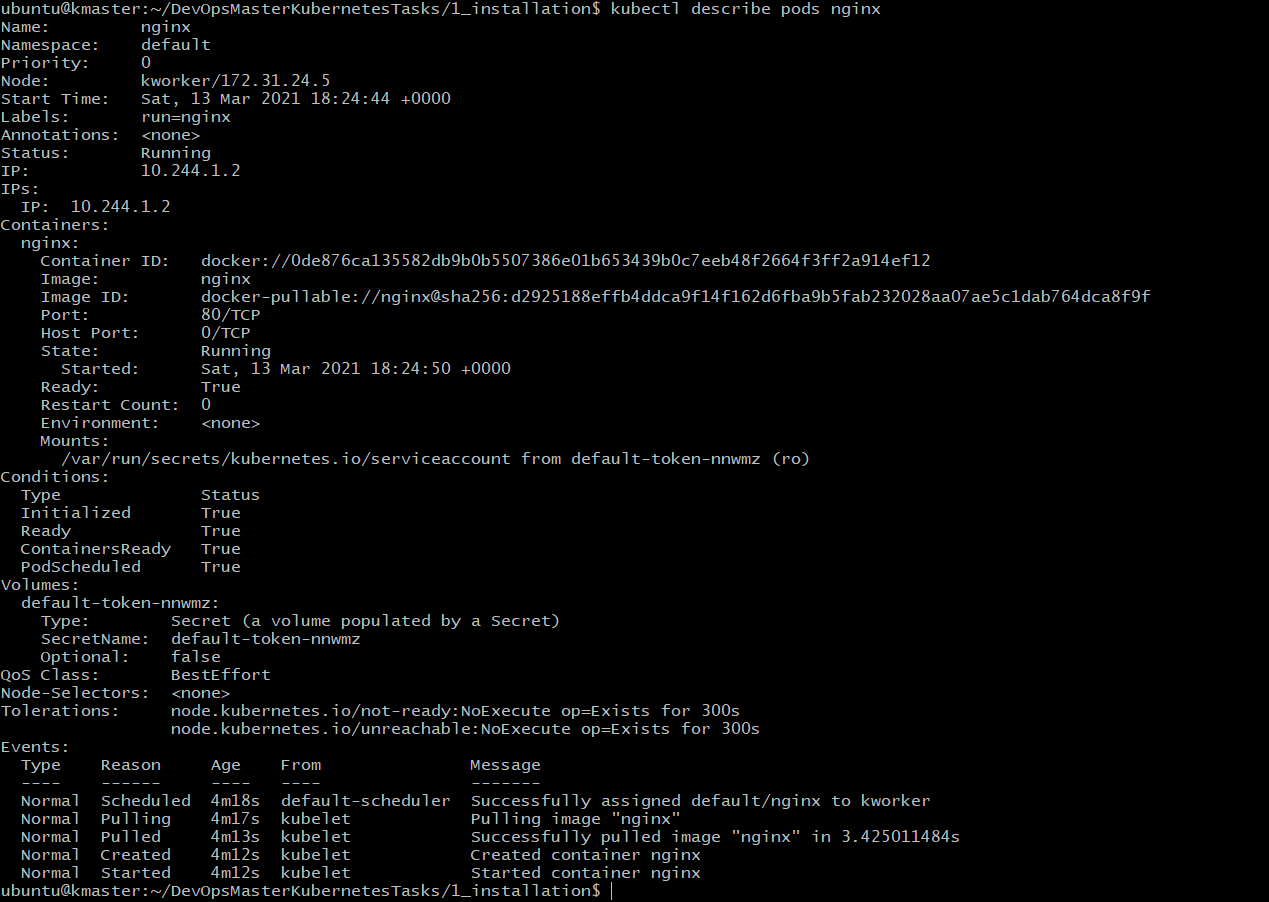 ubuntu@kmaster:~/DevOpsMasterKubernetesTasks/1_installation$ kubectl describe pods nginx
Name:         nginx
Namespace:    default
Priority:     0
Node:         kworker/172.31.24.5
Start Time:   Sat, 13 Mar 2021 18:24:44 +0000
Labels:       run=nginx
Annotations:  <none>
Status:       Running
IP:           10.244.1.2
IPs:
  IP:  10.244.1.2
Containers:
  nginx:
    Container ID:   docker://0de876ca135582db9b0b5507386e01b653439b0c7eeb48f2664f3ff2a914ef12
    Image:          nginx
    Image ID:       docker-pullable://nginx@sha256:d2925188effb4ddca9f14f162d6fba9b5fab232028aa07ae5c1dab764dca8f9f
    Port:           80/TCP
    Host Port:      0/TCP
    State:          Running
      Started:      Sat, 13 Mar 2021 18:24:50 +0000
    Ready:          True
    Restart Count:  0
    Environment:    <none>
    Mounts:
      /var/run/secrets/kubernetes.io/serviceaccount from default-token-nnwmz (ro)
Conditions:
  Type              Status
  Initialized       True
  Ready             True
  ContainersReady   True
  PodScheduled      True
Volumes:
  default-token-nnwmz:
    Type:        Secret (a volume populated by a Secret)
    SecretName:  default-token-nnwmz
    Optional:    false
QoS Class:       BestEffort
Node-Selectors:  <none>
Tolerations:     node.kubernetes.io/not-ready:NoExecute op=Exists for 300s
                 node.kubernetes.io/unreachable:NoExecute op=Exists for 300s
Events:
  Type    Reason     Age    From               Message
  ----    ------     ----   ----               -------
  Normal  Scheduled  4m18s  default-scheduler  Successfully assigned default/nginx to kworker
  Normal  Pulling    4m17s  kubelet            Pulling image "nginx"
  Normal  Pulled     4m13s  kubelet            Successfully pulled image "nginx" in 3.425011484s
  Normal  Created    4m12s  kubelet            Created container nginx
  Normal  Started    4m12s  kubelet            Started container nginx
ubuntu@kmaster:~/DevOpsMasterKubernetesTasks/1_installation$